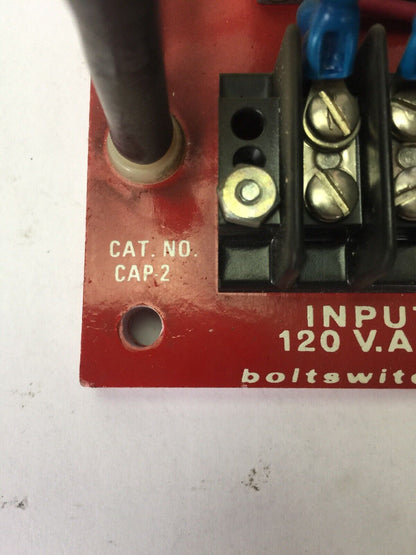 CAT. NO.
CAP-2
INPUT
120 V.A
boltswitc